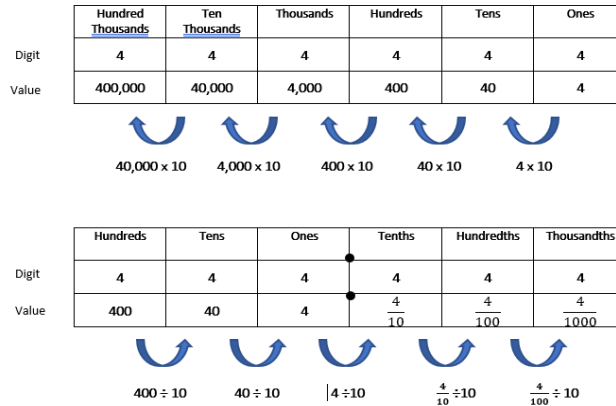 Hundred Thousands Ten Thousands Thousands Hundreds Tens Ones
Digit 4 4 4 4 4 4
Value 400,000 40,000 4,000 400 40 4
40,000 x 10 4,000 x 10 400 x 10 40 x 10 4 x 10
Hundreds Tens Ones Tenths Hundredths Thousandths
Digit 4 4 4 4 4 4
Value 400 40 4 4/10 4/100 4/1000
400 ÷ 10 40 ÷ 10 4 ÷10 4/10 ÷10 4/100 ÷ 10